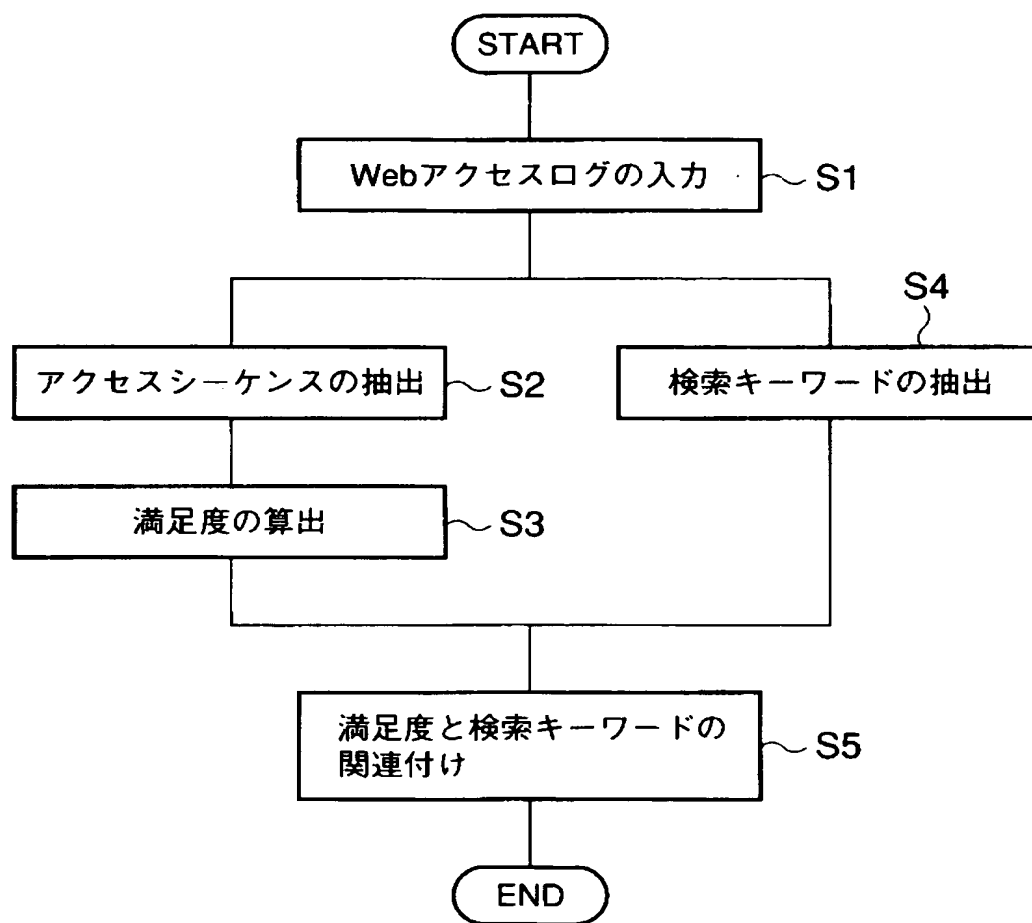 START
Webアクセスログの入力
S1
S4
アクセスシーケンスの抽出
S2
検索キーワードの抽出
満足度の算出
S3
満足度と検索キーワードの
関連付け
S5
END